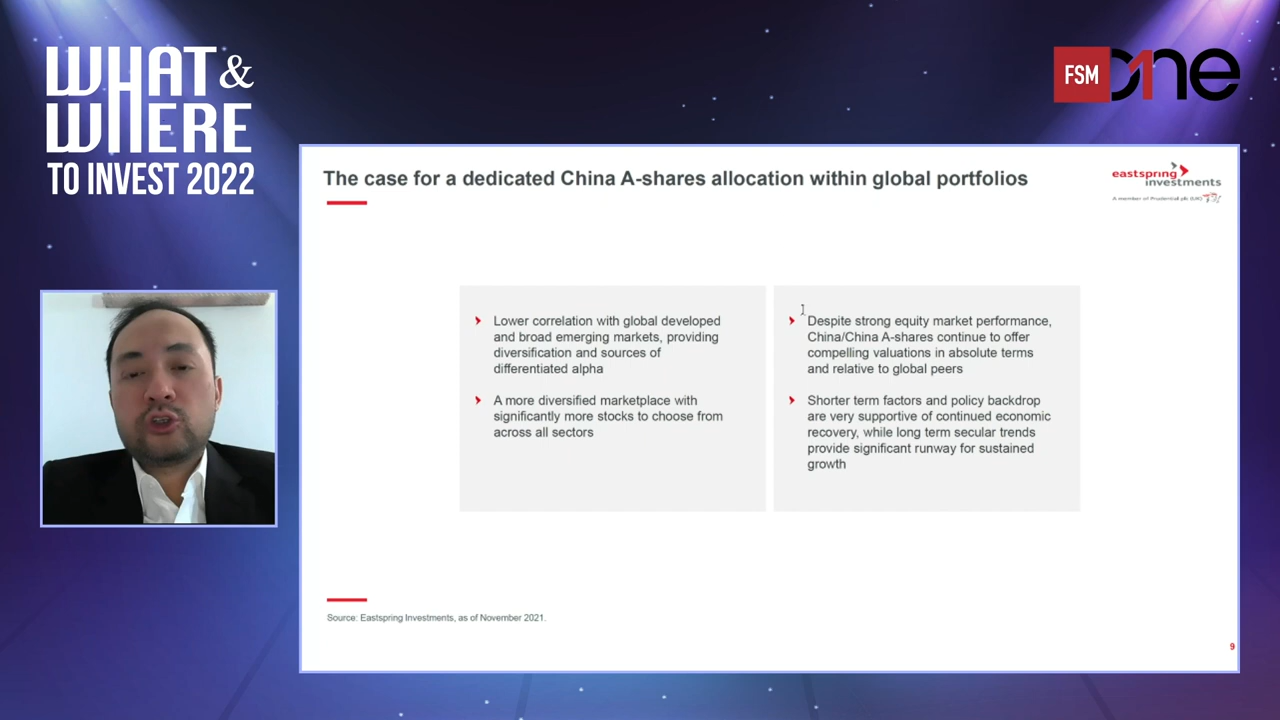 WHAT &
WHERE
TO INVEST 2022
FSM one
The case for a dedicated China A-shares allocation within global portfolios
eastspring
investments
A member of Prudential plc (UK)
Lower correlation with global developed
and broad emerging markets, providing
diversification and sources of
differentiated alpha
A more diversified marketplace with
significantly more stocks to choose from
across all sectors
Despite strong equity market performance,
China/China A-shares continue to offer
compelling valuations in absolute terms
and relative to global peers
Shorter term factors and policy backdrop
are very supportive of continued economic
recovery, while long term secular trends
provide significant runway for sustained
growth
Source: Eastspring Investments, as of November 2021.
9